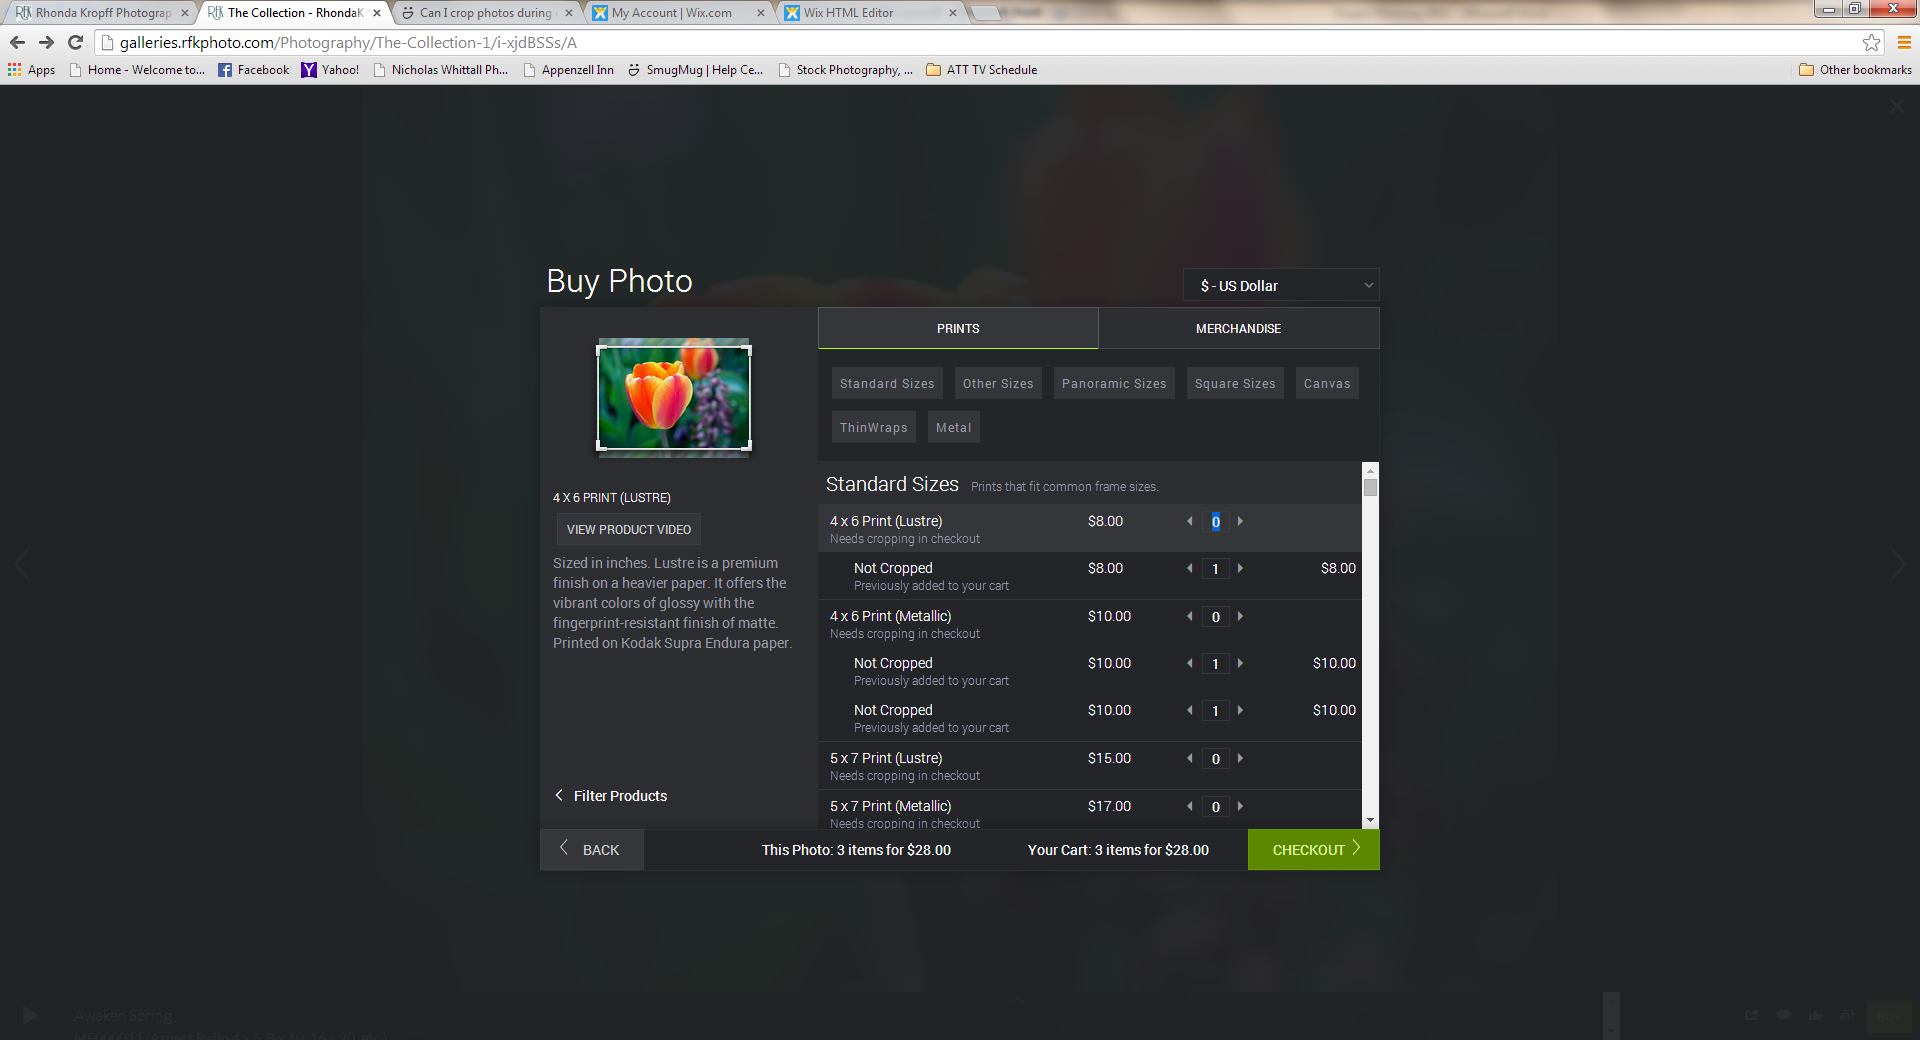 Rhonda Kropff Photograp
The Collection - RhondaK
Can I crop photos during
My Account | Wix.com
Wix HTML Editor
galleries.rfkphoto.com/Photography/The-Collection-1/i-xjdBSSs/A
Apps
Home - Welcome to...
Facebook
Yahoo!
Nicholas Whittall Ph...
Appenzell Inn
SmugMug | Help Ce...
Stock Photography, ...
ATT TV Schedule
Other bookmarks
Buy Photo
$ - US Dollar
PRINTS
MERCHANDISE
Standard Sizes
Other Sizes
Panoramic Sizes
Square Sizes
Canvas
ThinWraps
Metal
4 X 6 PRINT (LUSTRE)
VIEW PRODUCT VIDEO
Sized in inches. Lustre is a premium
finish on a heavier paper. It offers the
vibrant colors of glossy with the
fingerprint-resistant finish of matte.
Printed on Kodak Supra Endura paper.
Filter Products
Standard Sizes Prints that fit common frame sizes.
4 x 6 Print (Lustre) $8.00 0
Needs cropping in checkout
Not Cropped $8.00 1 $8.00
Previously added to your cart
4 x 6 Print (Metallic) $10.00 0
Needs cropping in checkout
Not Cropped $10.00 1 $10.00
Previously added to your cart
Not Cropped $10.00 1 $10.00
Previously added to your cart
5 x 7 Print (Lustre) $15.00 0
Needs cropping in checkout
5 x 7 Print (Metallic) $17.00 0
Needs cropping in checkout
BACK
This Photo: 3 items for $28.00
Your Cart: 3 items for $28.00
CHECKOUT
Awaken Spring